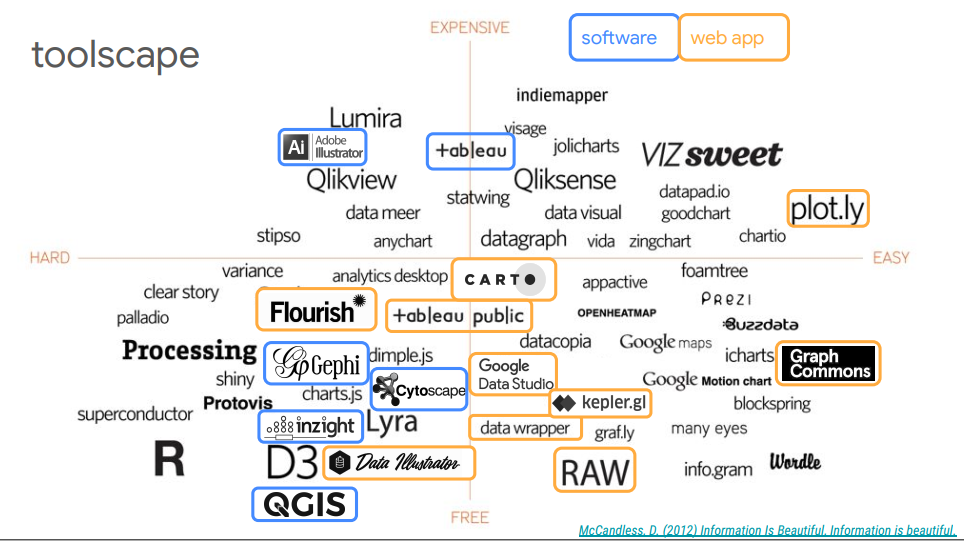 EXPENSIVE
software
web app
toolscape
indiemapper
Lumira
visage
Ai Adobe
Illustrator
+ableau
jolicharts
VIZ sweet
Qlikview
Qliksense
statwing
datapad.io
data meer
data visual
goodchart
plot.ly
stipso
anychart
datagraph
vida
zingchart
chartio
HARD
EASY
variance
analytics desktop
CARTO
appactive
foamtree
clear story
PREZI
Flourish
palladio
+ableau public
OPENHEATMAP
Buzzdata
Processing
Gephi
dimple.js
datacopia
Google maps
icharts
Graph
Commons
shiny
Google
Data Studio
Google Motion chart
charts.js
Cytoscape
Protovis
kepler.gl
blockspring
superconductor
inzight
Lyra
data wrapper
graf.ly
many eyes
R
D3
Data Illustrator
RAW
info.gram
Wordle
QGIS
FREE
McCandless, D. (2012) Information Is Beautiful. Information is beautiful.